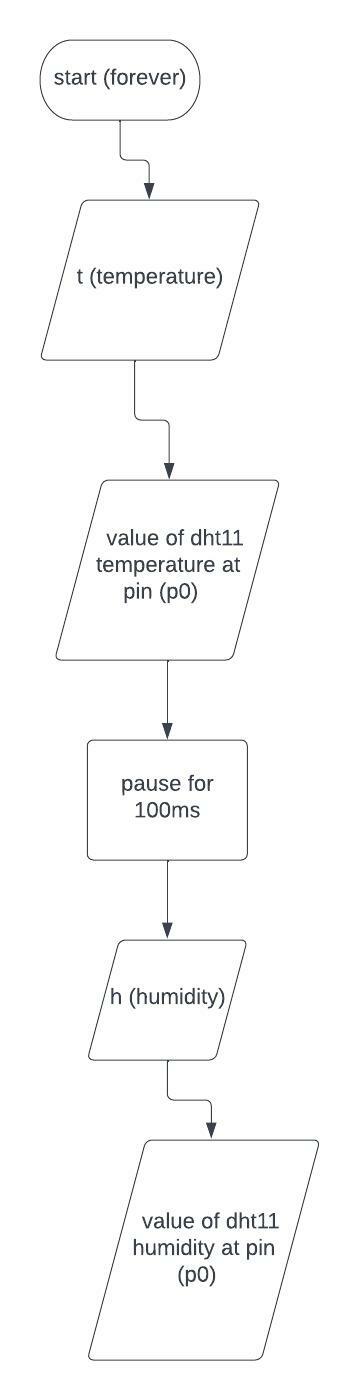 start (forever)
t (temperature)
value of dht11
temperature at
pin (p0)
pause for
100ms
h (humidity)
value of dht11
humidity at pin
(p0)